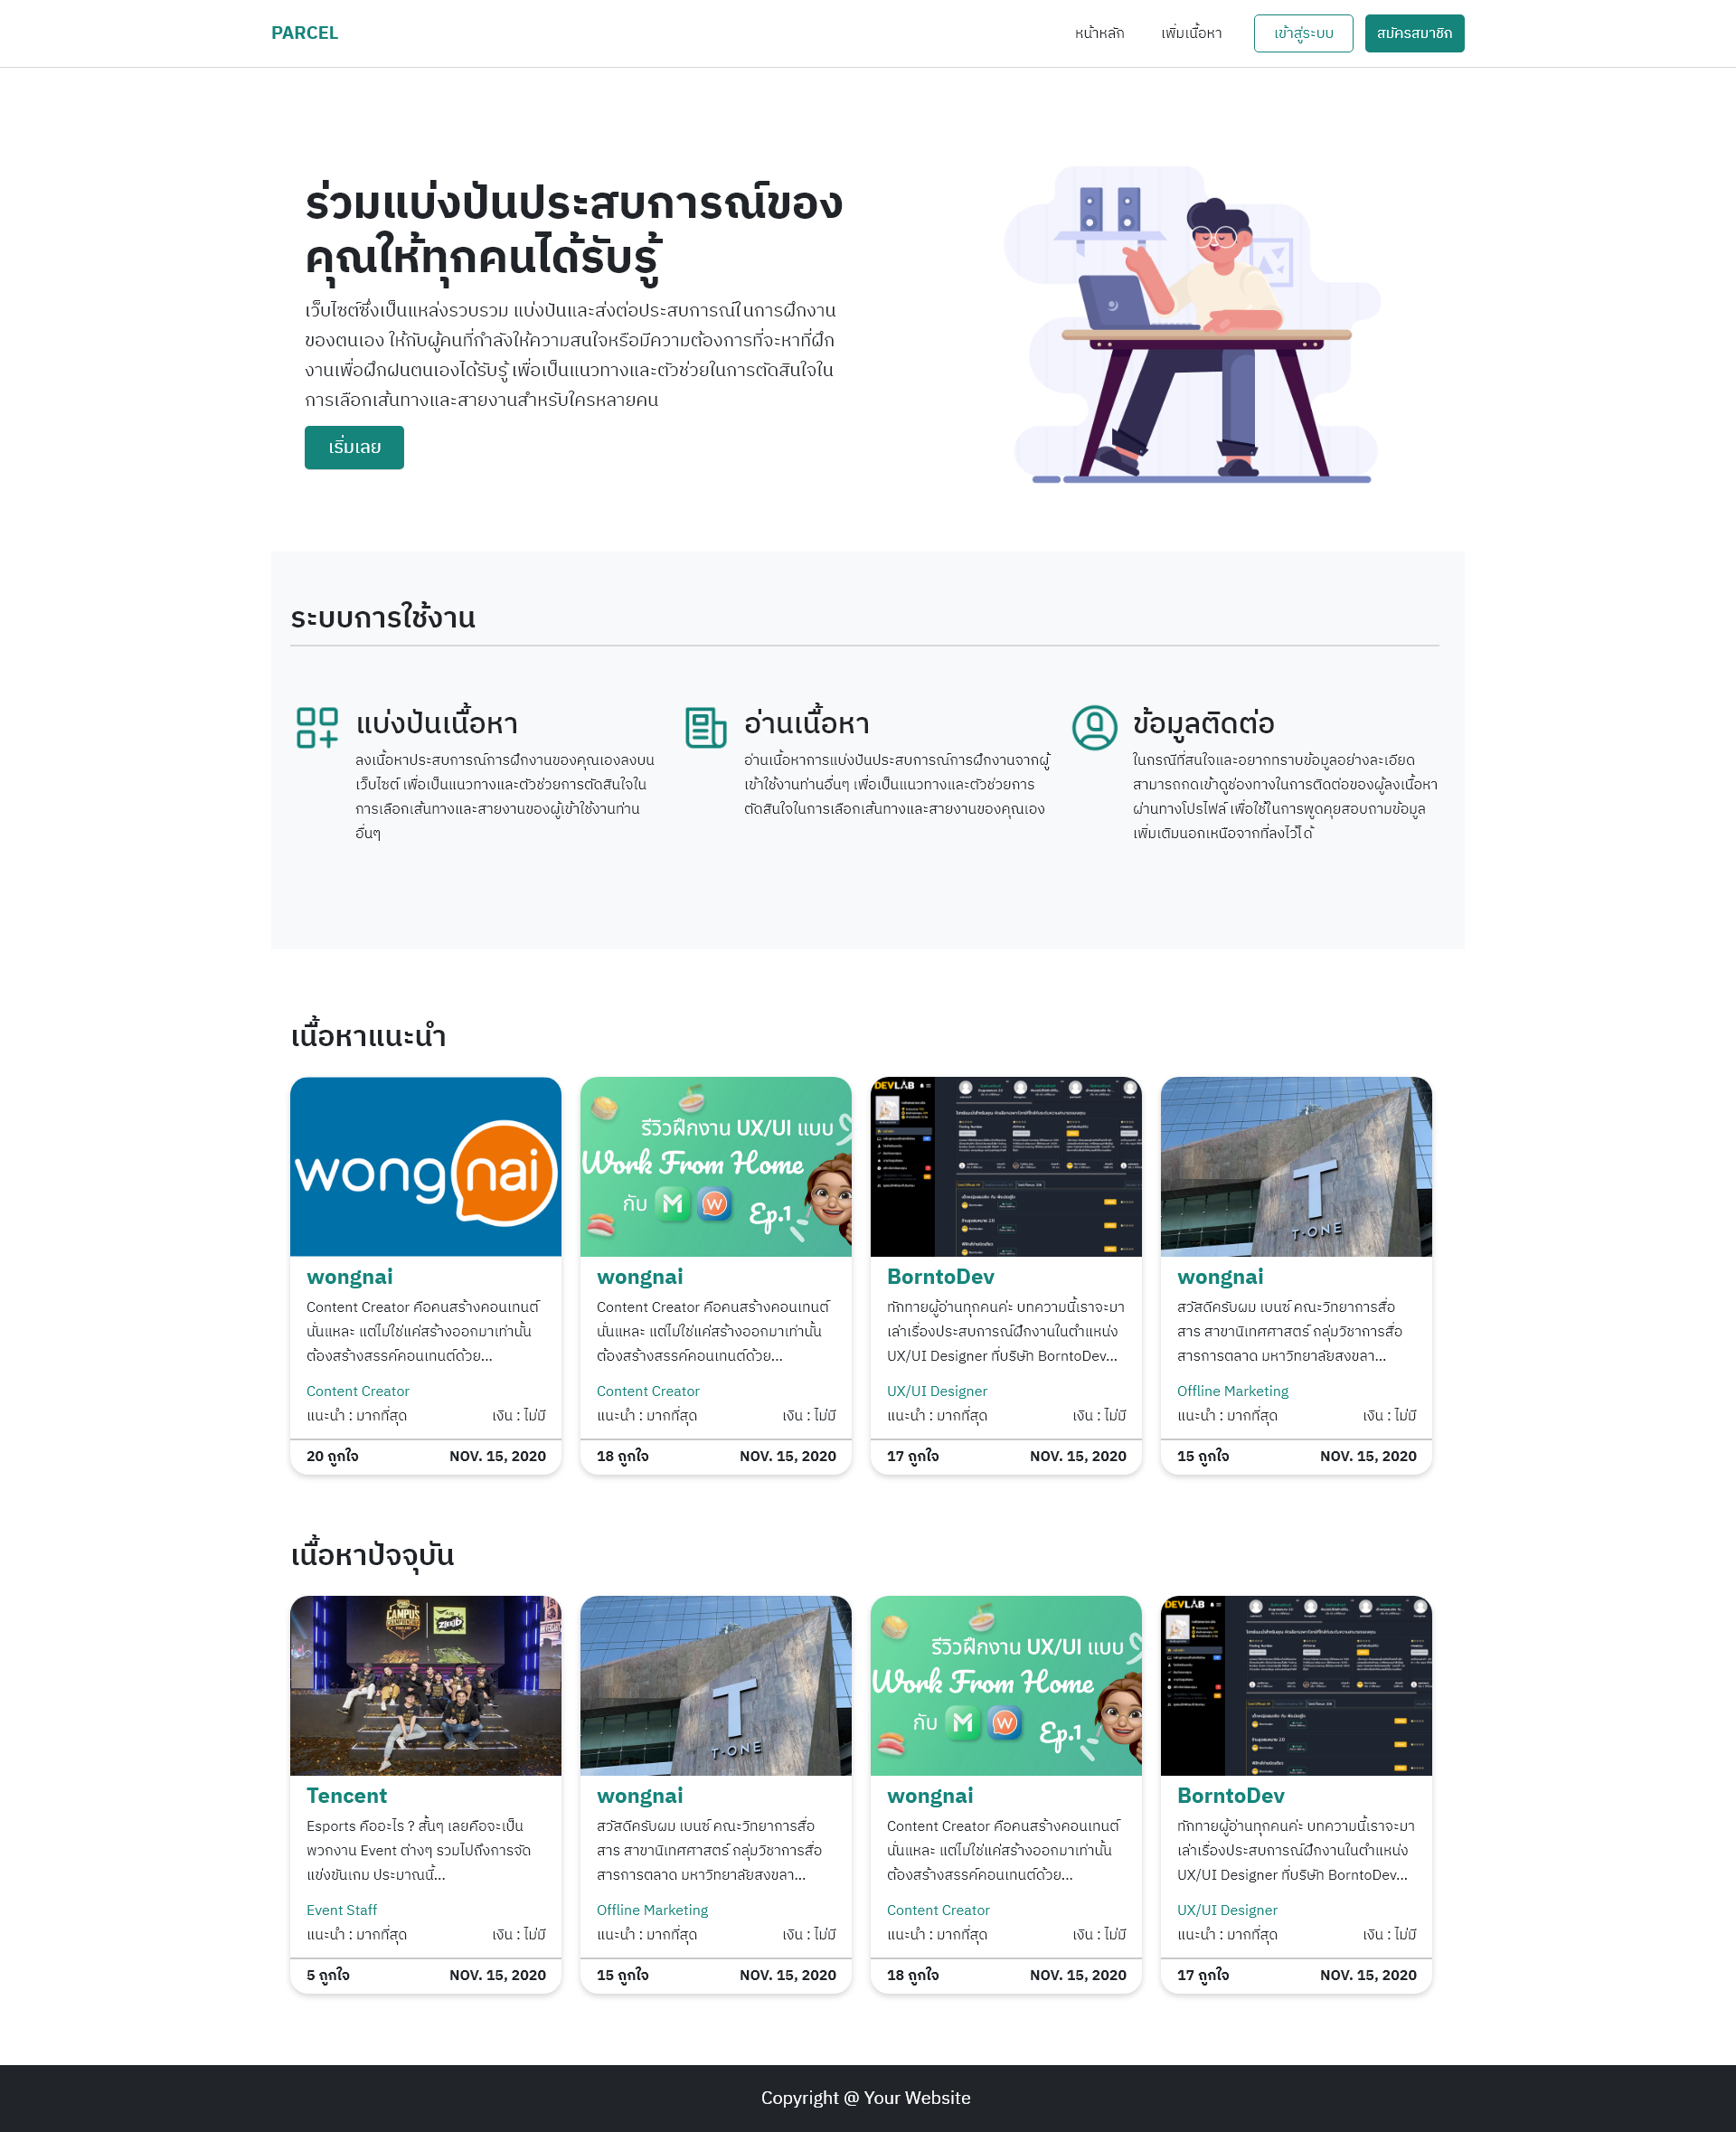 PARCEL
หน้าหลัก
เพิ่มเนื้อหา
เข้าสู่ระบบ
สมัครสมาชิก
ร่วมแบ่งปันประสบการณ์ของ
คุณให้ทุกคนได้รับรู้
เว็บไซต์ซึ่งเป็นแหล่งรวบรวม แบ่งปันและส่งต่อประสบการณ์ในการฝึกงาน
ของตนเอง ให้กับผู้คนที่กำลังให้ความสนใจหรือมีความต้องการที่จะหาที่ฝึก
งานเพื่อฝึกฝนตนเองได้รับรู้ เพื่อเป็นแนวทางและตัวช่วยในการตัดสินใจใน
การเลือกเส้นทางและสายงานสำหรับใครหลายคน
เริ่มเลย
ระบบการใช้งาน
แบ่งปันเนื้อหา
ลงเนื้อหาประสบการณ์การฝึกงานของคุณเองลงบน
เว็บไซต์ เพื่อเป็นแนวทางและตัวช่วยการตัดสินใจใน
การเลือกเส้นทางและสายงานของผู้เข้าใช้งานท่าน
อื่นๆ
อ่านเนื้อหา
อ่านเนื้อหาการแบ่งปันประสบการณ์การฝึกงานจากผู้
เข้าใช้งานท่านอื่นๆ เพื่อเป็นแนวทางและตัวช่วยการ
ตัดสินใจในการเลือกเส้นทางและสายงานของคุณเอง
ข้อมูลติดต่อ
ในกรณีที่สนใจและอยากทราบข้อมูลอย่างละเอียด
สามารถกดเข้าดูช่องทางในการติดต่อของผู้ลงเนื้อหา
ผ่านทางโปรไฟล์ เพื่อใช้ในการพูดคุยสอบถามข้อมูล
เพิ่มเติมนอกเหนือจากที่ลงไว้ได้
เนื้อหาแนะนำ
wongnai
wongnai
Content Creator คือคนสร้างคอนเทนต์
นั่นแหละ แต่ไม่ใช่แค่สร้างออกมาเท่านั้น
ต้องสร้างสรรค์คอนเทนต์ด้วย...
Content Creator
แนะนำ : มากที่สุด เงิน : ไม่มี
20 ถูกใจ NOV. 15, 2020
รีวิวฝึกงาน UX/UI แบบ
Work From Home
กับ
Ep.1
wongnai
Content Creator คือคนสร้างคอนเทนต์
นั่นแหละ แต่ไม่ใช่แค่สร้างออกมาเท่านั้น
ต้องสร้างสรรค์คอนเทนต์ด้วย...
Content Creator
แนะนำ : มากที่สุด เงิน : ไม่มี
18 ถูกใจ NOV. 15, 2020
DEVLAB
BorntoDev
ทักทายผู้อ่านทุกคนค่ะ บทความนี้เราจะมา
เล่าเรื่องประสบการณ์ฝึกงานในตำแหน่ง
UX/UI Designer ที่บริษัท BorntoDev...
UX/UI Designer
แนะนำ : มากที่สุด เงิน : ไม่มี
17 ถูกใจ NOV. 15, 2020
T
T-ONE
wongnai
สวัสดีครับผม เบนซ์ คณะวิทยาการสื่อ
สาร สาขานิเทศศาสตร์ กลุ่มวิชาการสื่อ
สารการตลาด มหาวิทยาลัยสงขลา...
Offline Marketing
แนะนำ : มากที่สุด เงิน : ไม่มี
15 ถูกใจ NOV. 15, 2020
เนื้อหาปัจจุบัน
CAMPUS
CHAMPIONSHIP
Tencent
Esports คืออะไร ? สั้นๆ เลยคือจะเป็น
พวกงาน Event ต่างๆ รวมไปถึงการจัด
แข่งขันเกม ประมาณนี้...
Event Staff
แนะนำ : มากที่สุด เงิน : ไม่มี
5 ถูกใจ NOV. 15, 2020
T
T-ONE
wongnai
สวัสดีครับผม เบนซ์ คณะวิทยาการสื่อ
สาร สาขานิเทศศาสตร์ กลุ่มวิชาการสื่อ
สารการตลาด มหาวิทยาลัยสงขลา...
Offline Marketing
แนะนำ : มากที่สุด เงิน : ไม่มี
15 ถูกใจ NOV. 15, 2020
รีวิวฝึกงาน UX/UI แบบ
Work From Home
กับ
Ep.1
wongnai
Content Creator คือคนสร้างคอนเทนต์
นั่นแหละ แต่ไม่ใช่แค่สร้างออกมาเท่านั้น
ต้องสร้างสรรค์คอนเทนต์ด้วย...
Content Creator
แนะนำ : มากที่สุด เงิน : ไม่มี
18 ถูกใจ NOV. 15, 2020
DEVLAB
BorntoDev
ทักทายผู้อ่านทุกคนค่ะ บทความนี้เราจะมา
เล่าเรื่องประสบการณ์ฝึกงานในตำแหน่ง
UX/UI Designer ที่บริษัท BorntoDev...
UX/UI Designer
แนะนำ : มากที่สุด เงิน : ไม่มี
17 ถูกใจ NOV. 15, 2020
Copyright @ Your Website